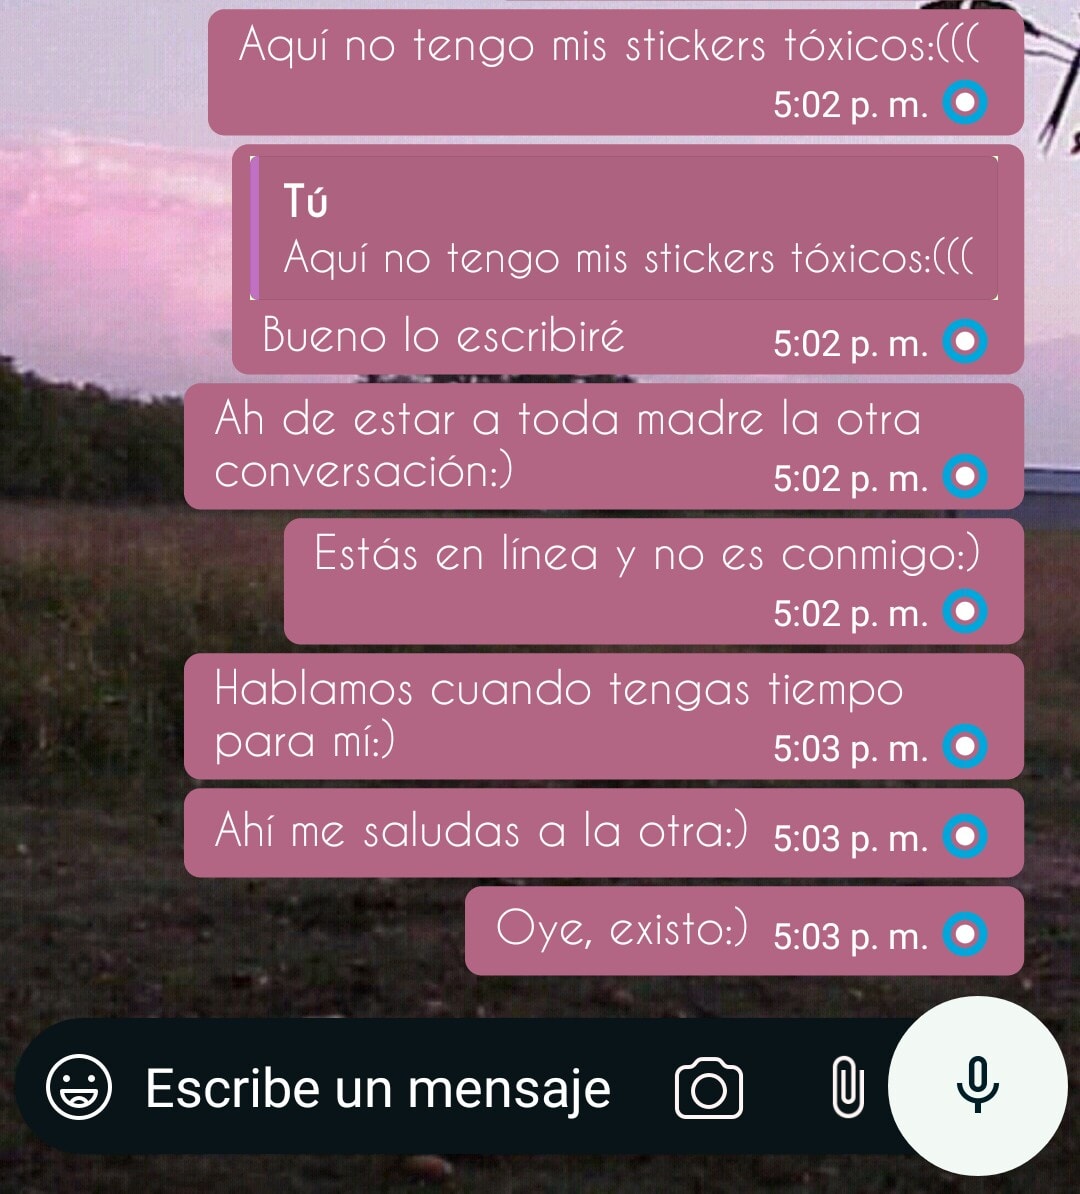 Aquí no tengo mis stickers tóxicos:(((
5:02 p. m.
Tú
Aquí no tengo mis stickers tóxicos:(((
Bueno lo escribiré 5:02 p. m.
Ah de estar a toda madre la otra
conversación:) 5:02 p. m.
Estás en línea y no es conmigo:)
5:02 p. m.
Hablamos cuando tengas tiempo
para mí:) 5:03 p. m.
Ahí me saludas a la otra:) 5:03 p. m.
Oye, existo:) 5:03 p. m.
Escribe un mensaje